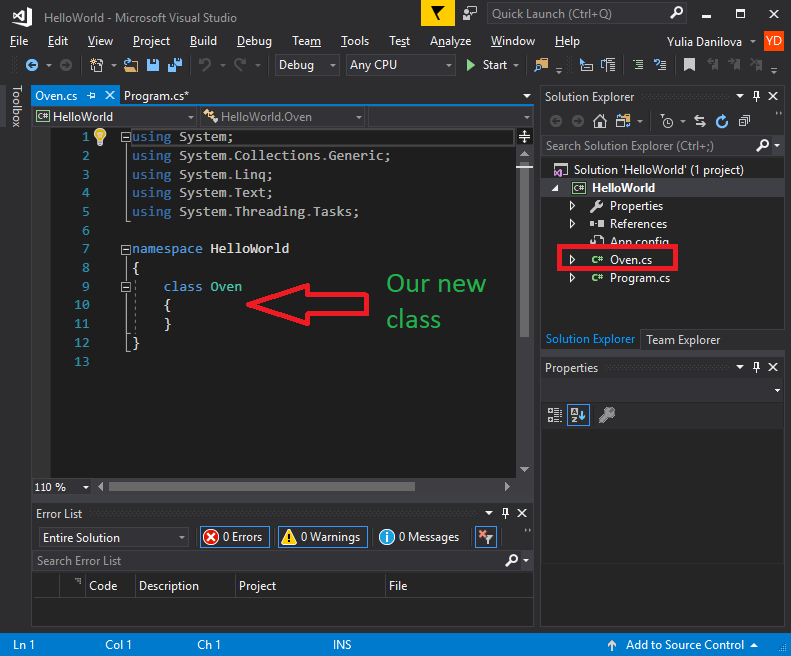 HelloWorld - Microsoft Visual Studio
Quick Launch (Ctrl+Q)
File Edit View Project Build Debug Team Tools Test Analyze Window Help
Yulia Danilova YD
Debug Any CPU Start
Toolbox
Oven.cs Program.cs*
C# HelloWorld HelloWorld.Oven
1 using System;
2 using System.Collections.Generic;
3 using System.Linq;
4 using System.Text;
5 using System.Threading.Tasks;
6
7 namespace HelloWorld
8 {
9 class Oven
10 {
11 }
12 }
13
Our new
class
110 %
Solution Explorer
Search Solution Explorer (Ctrl+;)
Solution 'HelloWorld' (1 project)
C# HelloWorld
Properties
References
App.config
C# Oven.cs
C# Program.cs
Solution Explorer Team Explorer
Properties
Error List
Entire Solution 0 Errors 0 Warnings 0 Messages
Search Error List
Code Description Project File
Ln 1 Col 1 Ch 1 INS Add to Source Control